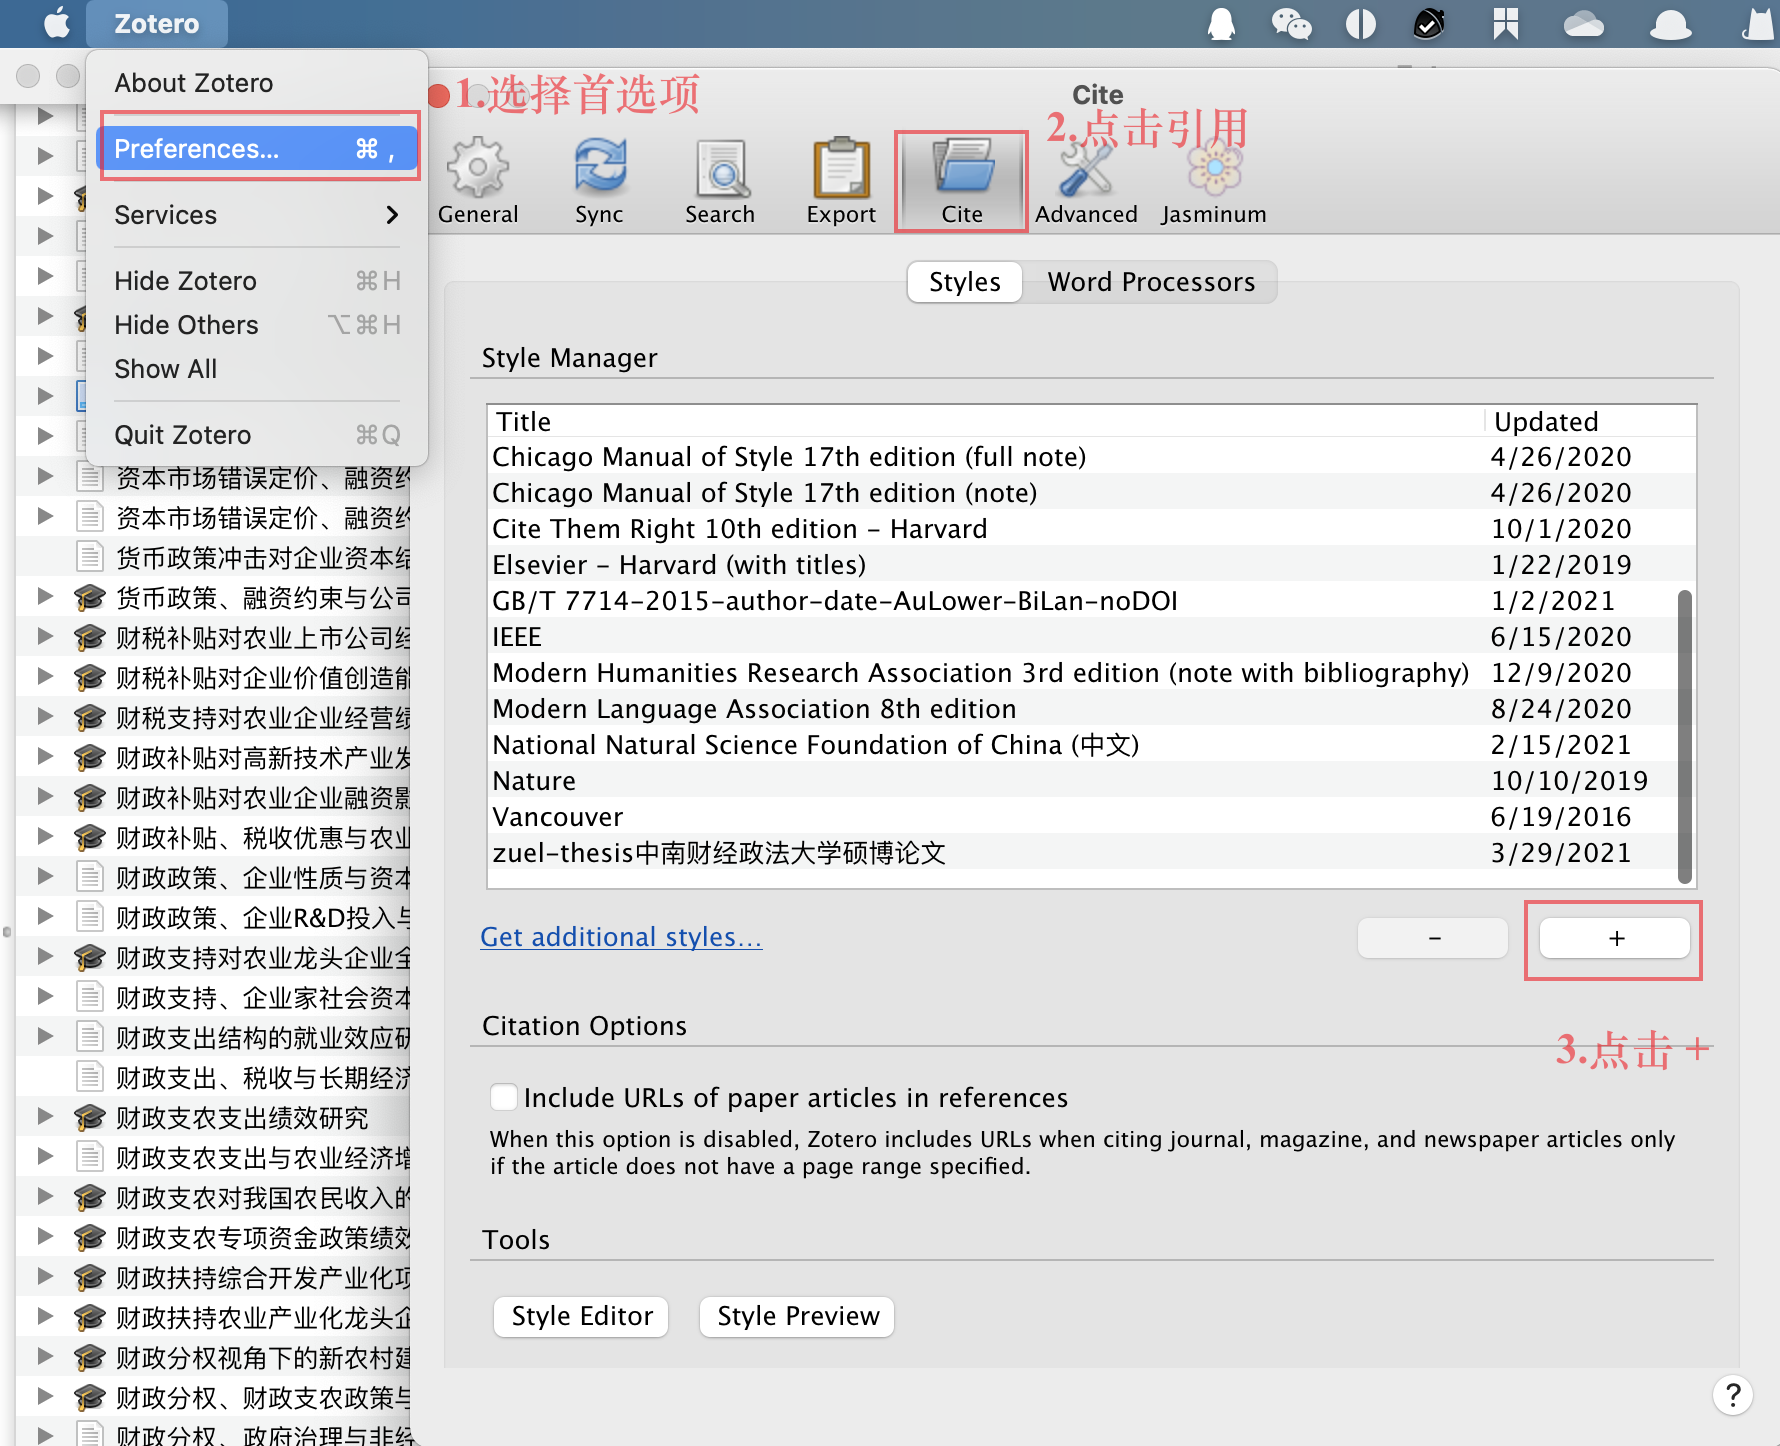 Zotero
About Zotero
Preferences... ⌘ ,
Services
Hide Zotero ⌘H
Hide Others ⌥⌘H
Show All
Quit Zotero ⌘Q
1.选择首选项
Cite
2.点击引用
General
Sync
Search
Export
Cite
Advanced
Jasminum
Styles
Word Processors
Style Manager
Title Updated
Chicago Manual of Style 17th edition (full note) 4/26/2020
Chicago Manual of Style 17th edition (note) 4/26/2020
Cite Them Right 10th edition – Harvard 10/1/2020
Elsevier – Harvard (with titles) 1/22/2019
GB/T 7714–2015–author–date–AuLower–BiLan–noDOI 1/2/2021
IEEE 6/15/2020
Modern Humanities Research Association 3rd edition (note with bibliography) 12/9/2020
Modern Language Association 8th edition 8/24/2020
National Natural Science Foundation of China (中文) 2/15/2021
Nature 10/10/2019
Vancouver 6/19/2016
zuel–thesis中南财经政法大学硕博论文 3/29/2021
Get additional styles...
– +
3.点击 +
Citation Options
Include URLs of paper articles in references
When this option is disabled, Zotero includes URLs when citing journal, magazine, and newspaper articles only
if the article does not have a page range specified.
Tools
Style Editor
Style Preview
?
资本市场错误定价、融资约
资本市场错误定价、融资约
货币政策冲击对企业资本结
货币政策、融资约束与公司
财税补贴对农业上市公司经
财税补贴对企业价值创造能
财税支持对农业企业经营绩
财政补贴对高新技术产业发
财政补贴对农业企业融资影
财政补贴、税收优惠与农业
财政政策、企业性质与资本
财政政策、企业R&D投入与
财政支持对农业龙头企业全
财政支持、企业家社会资本
财政支出结构的就业效应研
财政支出、税收与长期经济
财政支农支出绩效研究
财政支农支出与农业经济增
财政支农对我国农民收入的
财政支农专项资金政策绩效
财政扶持综合开发产业化项
财政扶持农业产业化龙头企
财政分权视角下的新农村建
财政分权、财政支农政策与
财政分权、政府治理与非经